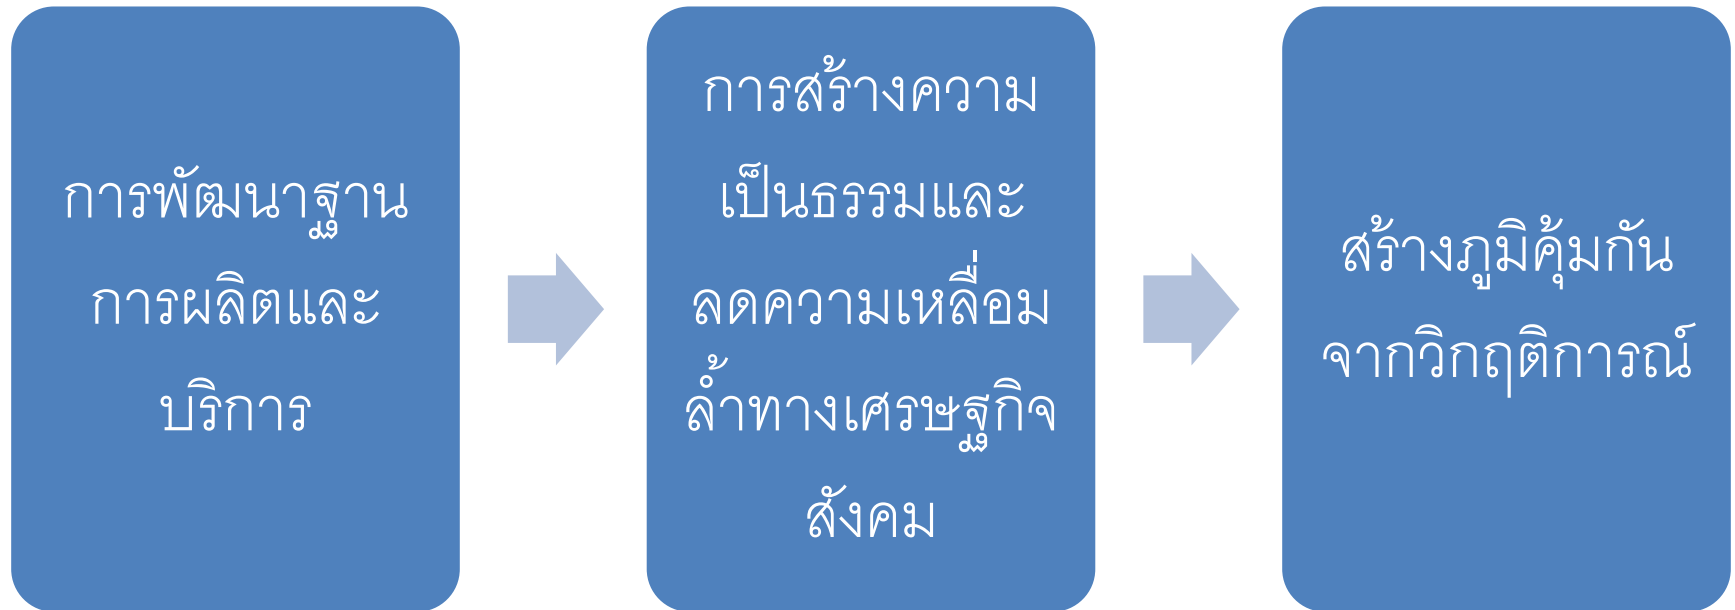 การพัฒนาฐาน
การผลิตและ
บริการ
การสร้างความ
เป็นธรรมและ
ลดความเหลื่อม
ล้ำทางเศรษฐกิจ
สังคม
สร้างภูมิคุ้มกัน
จากวิกฤติการณ์